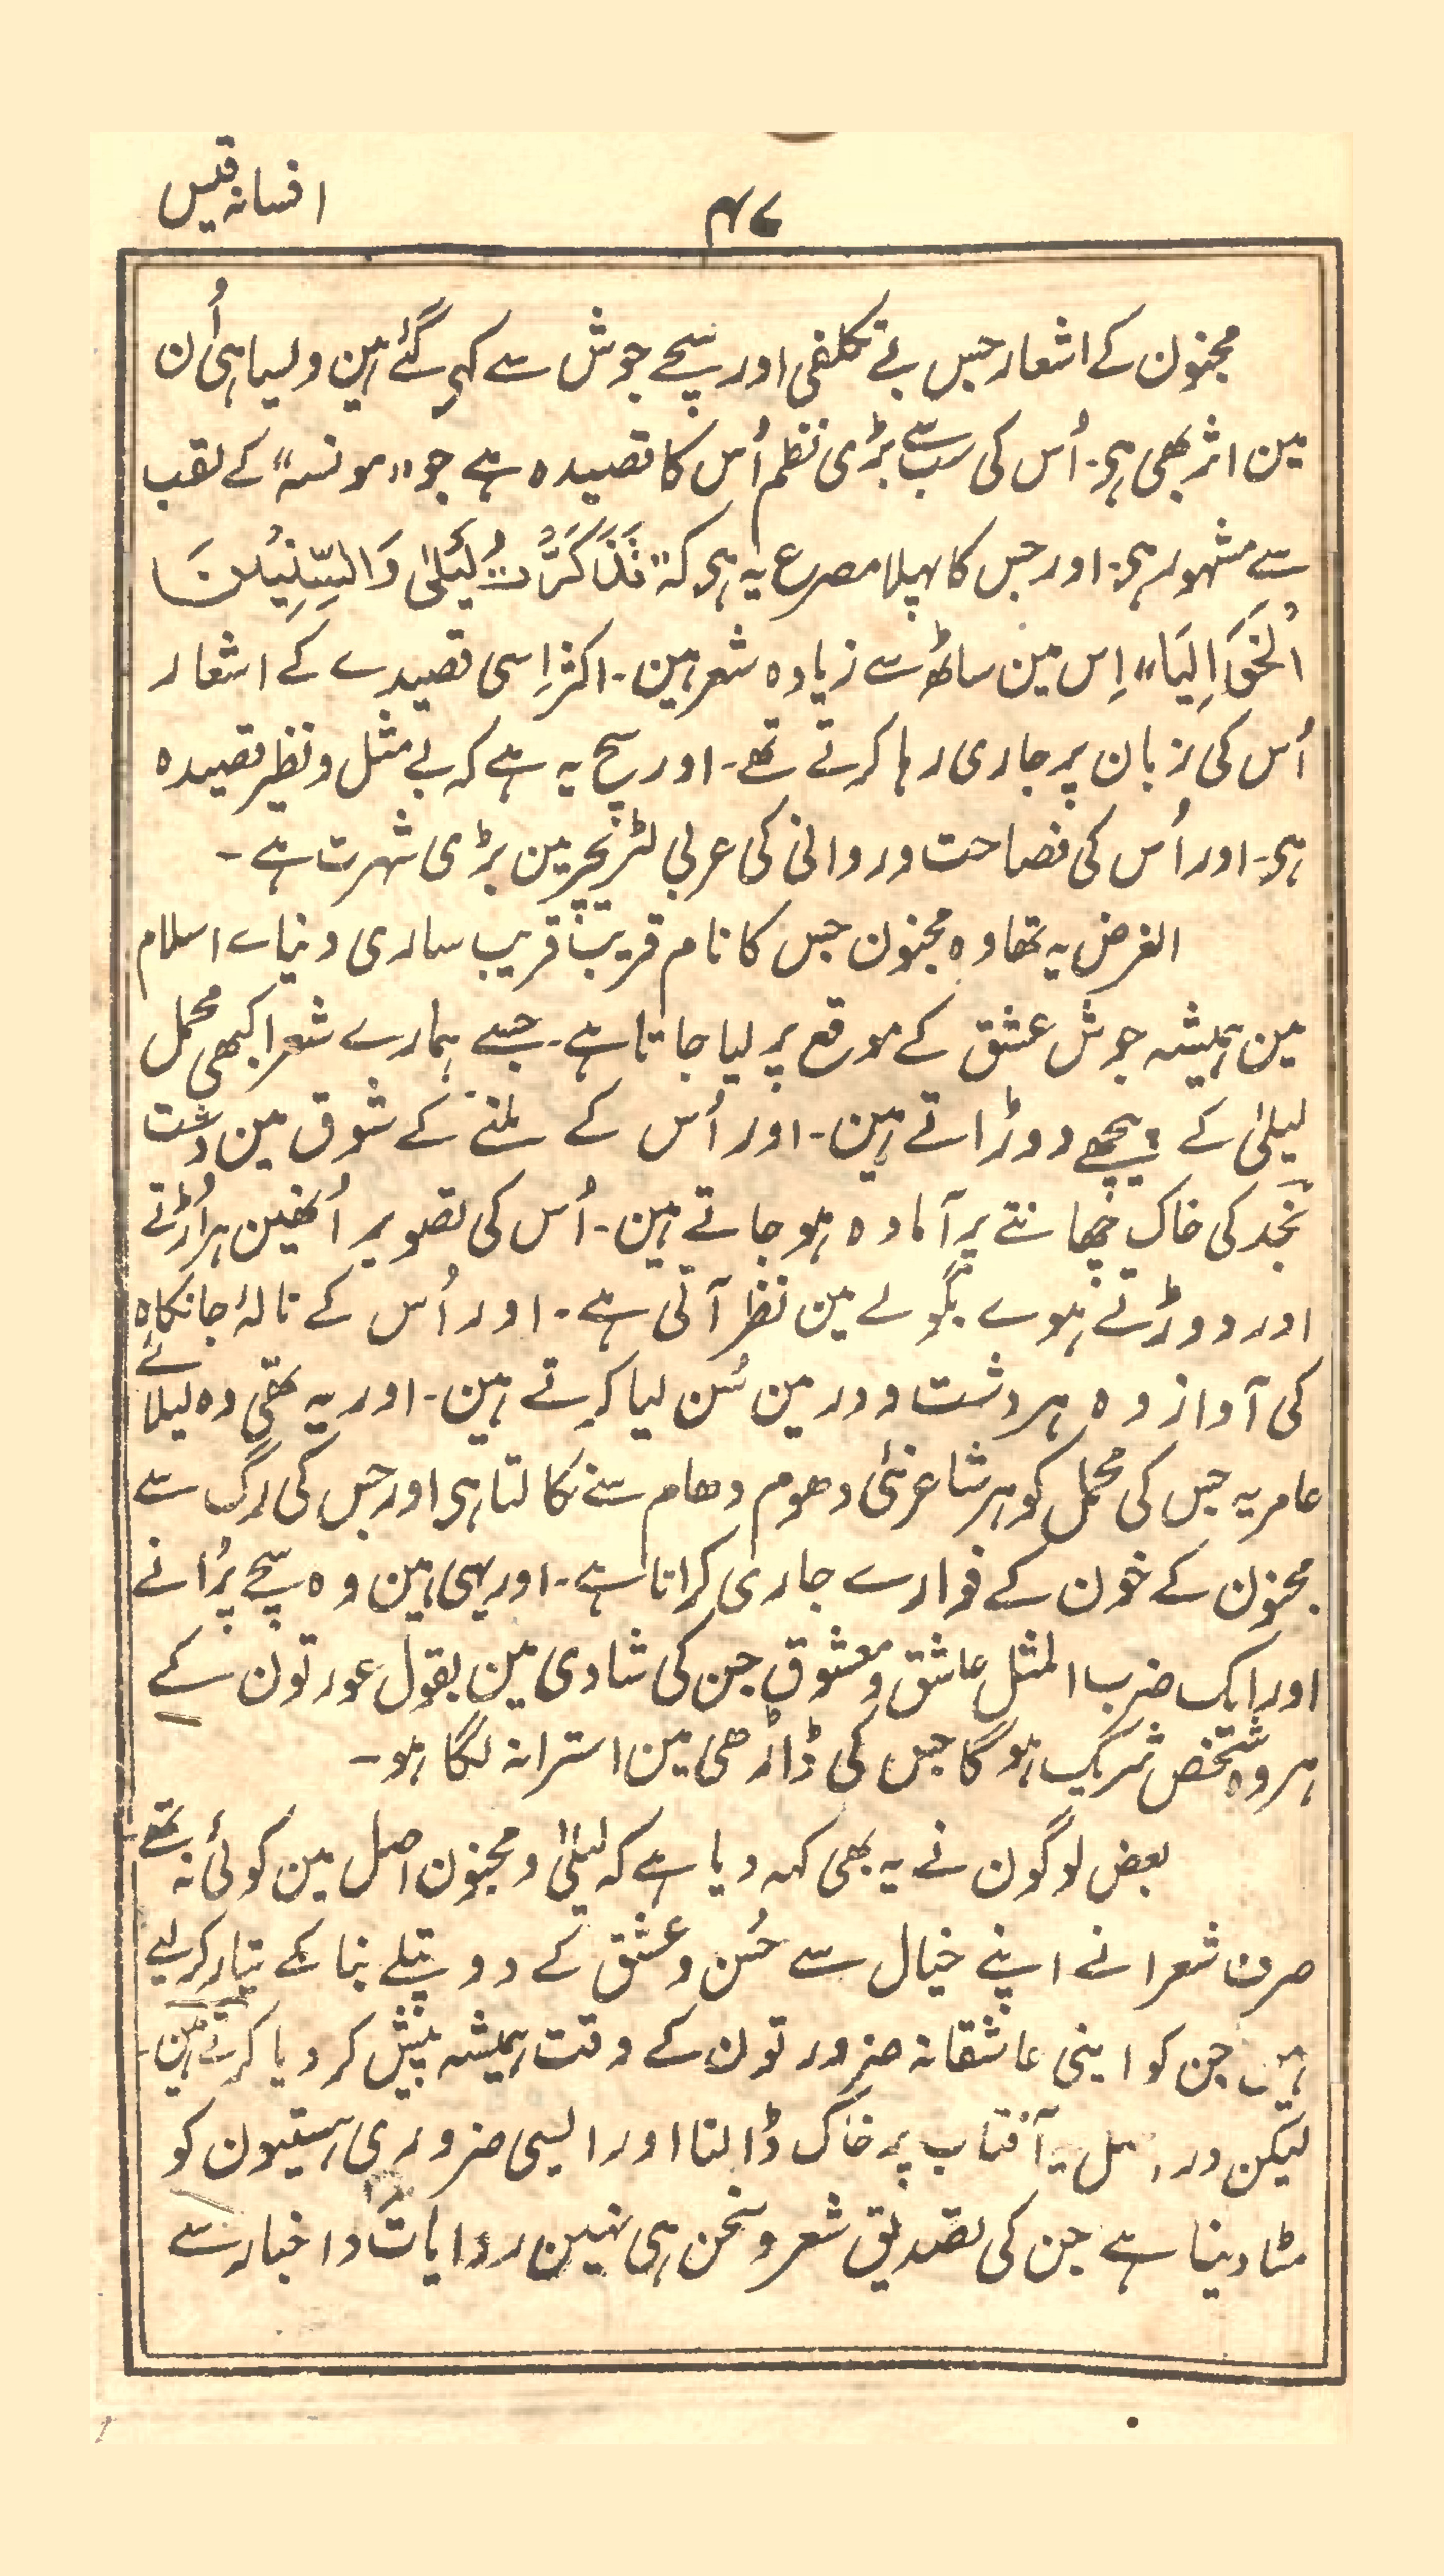 افسانۂ قیس
۴۷
مجنون کے اشعار جس بے تکلفی اور سچے جوش سے کہے گئے ہین ویسا ہی اُن
مین اثر بھی ہی۔ اُس کی سب سے بڑی نظم اُس کا قصیدہ ہے جو "مونسہ" کے لقب
سے مشہور ہی۔ اور جس کا پہلا مصرع یہ ہی کہ "تَذَکَّرْتُ لَیْلیٰ وَالسِّنِیْنَ
الْخَوَالِیَا" اِس مین ساٹھ سے زیادہ شعر ہین۔ اکثر اِسی قصیدے کے اشعار
اُس کی زبان پر جاری رہا کرتے تھے۔ اور سچ یہ ہے کہ بے مثل و نظیر قصیدہ
ہی۔ اور اُس کی فصاحت و روانی کی عربی لٹریچر مین بڑی شہرت ہے۔
الغرض یہ تھا وہ مجنون جس کا نام قریب قریب ساری دنیاے اسلام
مین ہمیشہ جوش عشق کے موقع پر لیا جاتا ہے۔ جسے ہمارے شعرا کبھی محمل
لیلیٰ کے پیچھے دوڑاتے ہین۔ اور اُس کے ملنے کے شوق مین دشت
نجد کی خاک چھاننے پر آمادہ ہو جاتے ہین۔ اُس کی تصویر اُنھین ہر اُڑتے
اور دوڑتے ہوے بگولے مین نظر آتی ہے۔ اور اُس کے نالۂ جانکاہ
کی آواز وہ ہر دشت و در مین سُن لیا کرتے ہین۔ اور یہ تھی وہ لیلاے
عامریہ جس کی محمل کو ہر شاعر نئی دھوم دھام سے نکالتا ہی اور جس کی رگ سے
مجنون کے خون کے فوارے جاری کراتا ہے۔ اور یہی ہین وہ سچے پُرانے
اور ایک ضرب المثل عاشق و معشوق جن کی شادی مین بقول عورتون کے
ہر وہ شخص شریک ہو گا جس کی ڈاڑھی مین استرا نہ لگا ہو۔
بعض لوگون نے یہ بھی کہہ دیا ہے کہ لیلیٰ و مجنون اصل مین کوئی نہ تھے
صرف شعرا نے اپنے خیال سے حُسن و عشق کے دو پتلے بنا کے تیار کر لیے
ہین جن کو اپنی عاشقانہ ضرورتون کے وقت ہمیشہ پیش کر دیا کرتے ہین۔
لیکن در اصل یہ آفتاب پر خاک ڈالنا اور ایسی ضروری ہستیون کو
مٹا دینا ہے جن کی تصدیق شعر و سخن ہی نہین روایات و اخبار سے